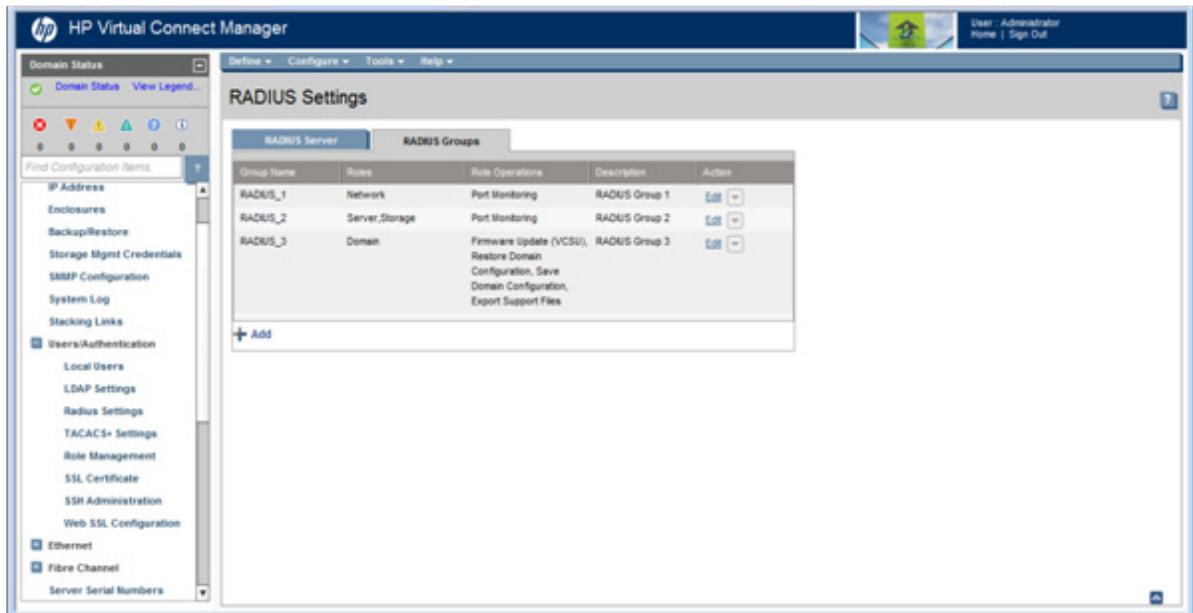 hp HP Virtual Connect Manager
User : Administrator
Home | Sign Out
Domain Status
Domain Status View Legend...
0 0 0 0 0 0
Find Configuration Items.
?
IP Address
Enclosures
Backup/Restore
Storage Mgmt Credentials
SNMP Configuration
System Log
Stacking Links
Users/Authentication
Local Users
LDAP Settings
Radius Settings
TACACS+ Settings
Role Management
SSL Certificate
SSH Administration
Web SSL Configuration
Ethernet
Fibre Channel
Server Serial Numbers
Define Configure Tools Help
RADIUS Settings
?
RADIUS Server RADIUS Groups
Group Name Roles Role Operations Description Action
RADIUS_1 Network Port Monitoring RADIUS Group 1 Edit
RADIUS_2 Server,Storage Port Monitoring RADIUS Group 2 Edit
RADIUS_3 Domain Firmware Update (VCSU), RADIUS Group 3 Edit
Restore Domain
Configuration, Save
Domain Configuration,
Export Support Files
+ Add